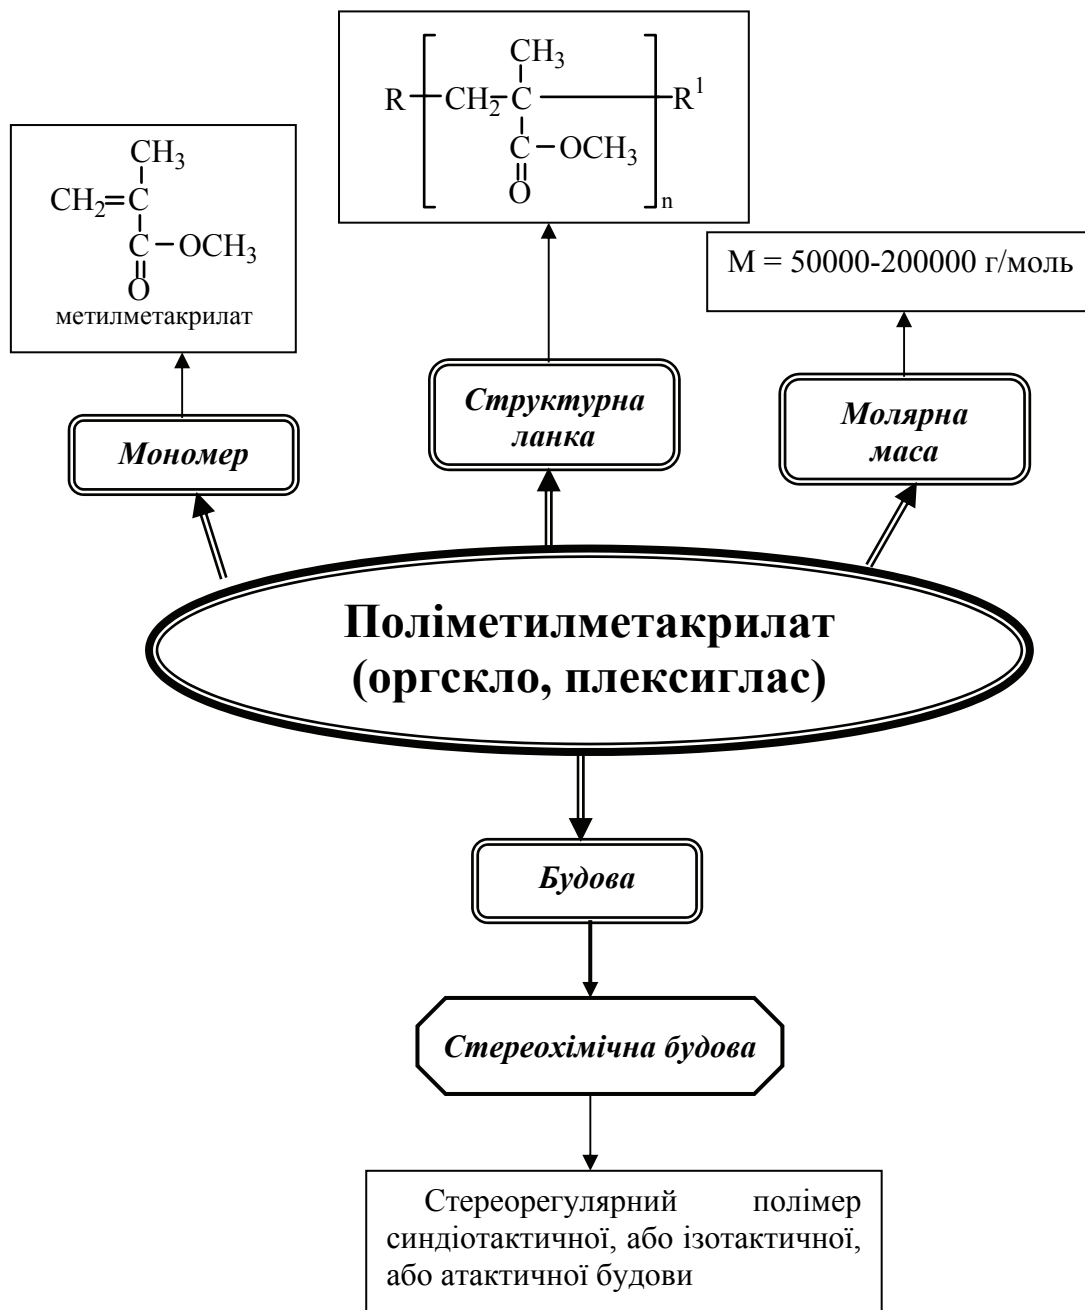 CH3
R CH2 C R1
C OCH3
O n
CH3
CH2=C
C OCH3
O
метилметакрилат
М = 50000-200000 г/моль
Структурна
ланка
Молярна
маса
Мономер
Поліметилметакрилат
(оргскло, плексиглас)
Будова
Стереохімічна будова
Стереорегулярний полімер
синдіотактичної, або ізотактичної,
або атактичної будови